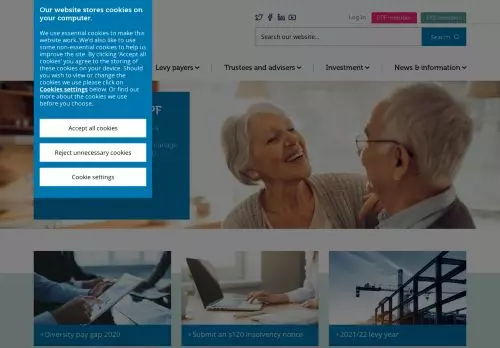 Our website stores cookies on
your computer.
We use essential cookies to make this
website work. We'd also like to use
some non-essential cookies to help us
improve the site. By clicking 'Accept all
cookies' you agree to the storing of
these cookies on your device. Should
you wish to view or change the
cookies we use please click on
Cookies settings below. Or find out
more about the cookies we use
before you choose.
Accept all cookies
Reject unnecessary cookies
Cookie settings
Log in
PPF member
FAS member
Search our website...
Search
Levy payers
Trustees and advisers
Investment
News & information
PF
Diversity pay gap 2020
Submit an s120 insolvency notice
2021/22 levy year